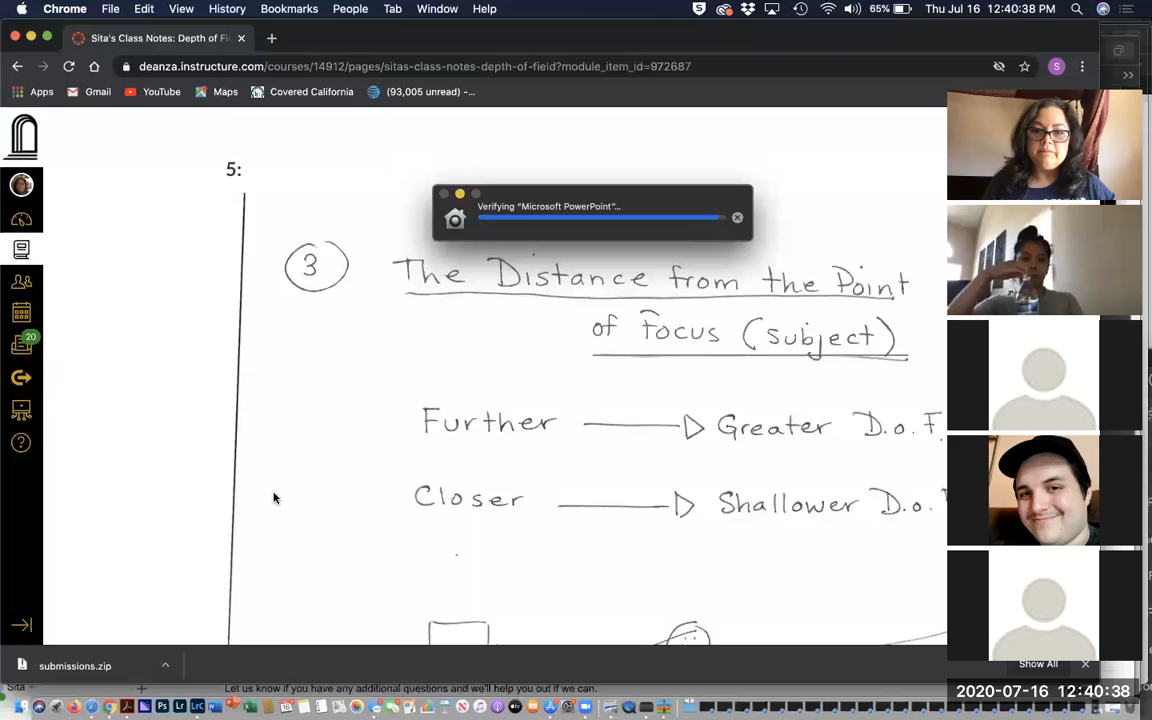 Chrome File Edit View History Bookmarks People Tab Window Help 65% Thu Jul 16 12:40:38 PM
Sita's Class Notes: Depth of Fi
deanza.instructure.com/courses/14912/pages/sitas-class-notes-depth-of-field?module_item_id=972687
S
Apps Gmail YouTube Maps Covered California (93,005 unread) -...
5:
Verifying "Microsoft PowerPoint"...
3 The Distance from the Point
of Focus (subject)
Further Greater D.o.F.
Closer Shallower D.o.
20
submissions.zip
Show All
Sita
Let us know if you have any additional questions and we'll help you out if we can.
2020-07-16 12:40:38
Ps Lr LrC